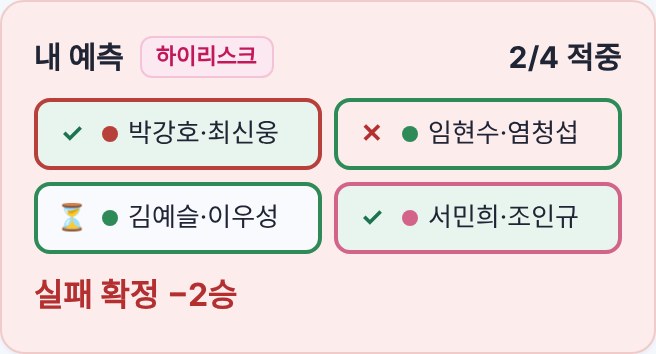 내 예측 하이리스크 2/4 적중
✓ 박강호·최신웅 ✕ 임현수·염청섭
⏳ 김예슬·이우성 ✓ 서민희·조인규
실패 확정 −2승